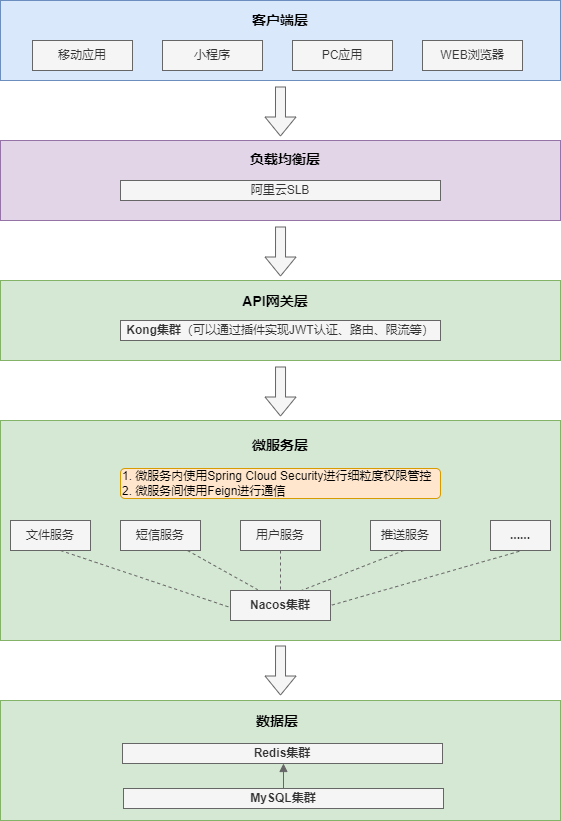 客户端层
移动应用
小程序
PC应用
WEB浏览器
负载均衡层
阿里云SLB
API网关层
Kong集群（可以通过插件实现JWT认证、路由、限流等）
微服务层
1. 微服务内使用Spring Cloud Security进行细粒度权限管控
2. 微服务间使用Feign进行通信
文件服务
短信服务
用户服务
推送服务
......
Nacos集群
数据层
Redis集群
MySQL集群